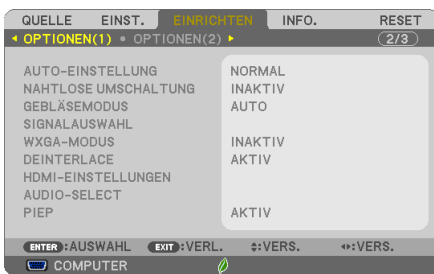 QUELLE EINST. EINRICHTEN INFO. RESET
OPTIONEN(1) • OPTIONEN(2) 2/3
AUTO-EINSTELLUNG NORMAL
NAHTLOSE UMSCHALTUNG INAKTIV
GEBLÄSEMODUS AUTO
SIGNALAUSWAHL
WXGA-MODUS INAKTIV
DEINTERLACE AKTIV
HDMI-EINSTELLUNGEN
AUDIO-SELECT
PIEP AKTIV
ENTER:AUSWAHL EXIT:VERL. :VERS. :VERS.
COMPUTER